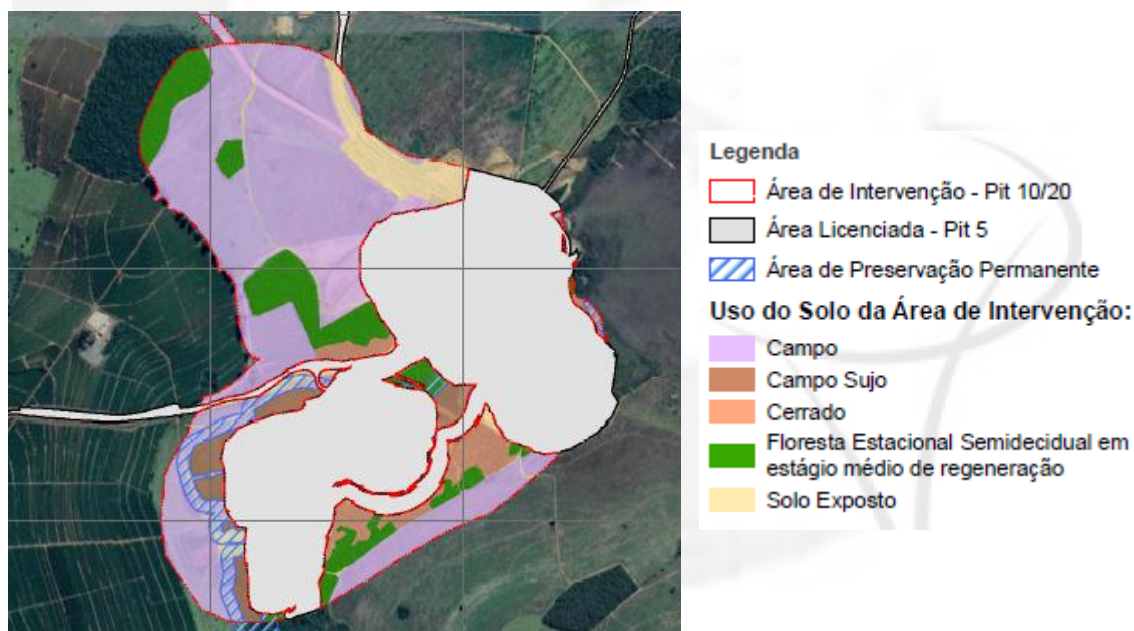 Legenda
Área de Intervenção - Pit 10/20
Área Licenciada - Pit 5
Área de Preservação Permanente
Uso do Solo da Área de Intervenção:
Campo
Campo Sujo
Cerrado
Floresta Estacional Semidecidual em
estágio médio de regeneração
Solo Exposto